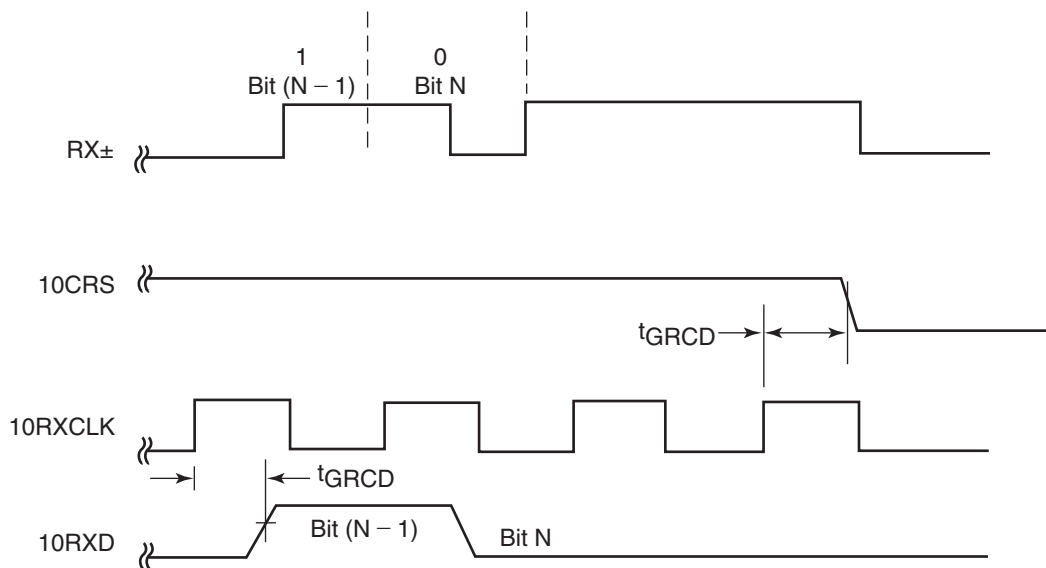 1
Bit (N – 1)
0
Bit N
RX±
10CRS
tGRCD
10RXCLK
tGRCD
Bit (N – 1)
Bit N
10RXD